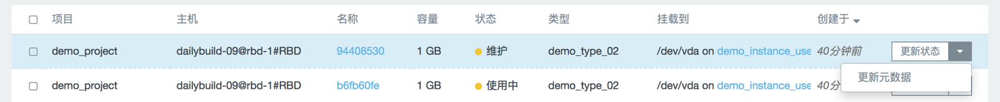 项目 主机 名称 容量 状态 类型 挂载到 创建于
demo_project dailybuild-09@rbd-1#RBD 94408530 1 GB 维护 demo_type_02 /dev/vda on demo_instance_use 40分钟前 更新状态
更新元数据
demo_project dailybuild-09@rbd-1#RBD b6fb60fe 1 GB 使用中 demo_type_02 /dev/vda on demo_instance_use 40分